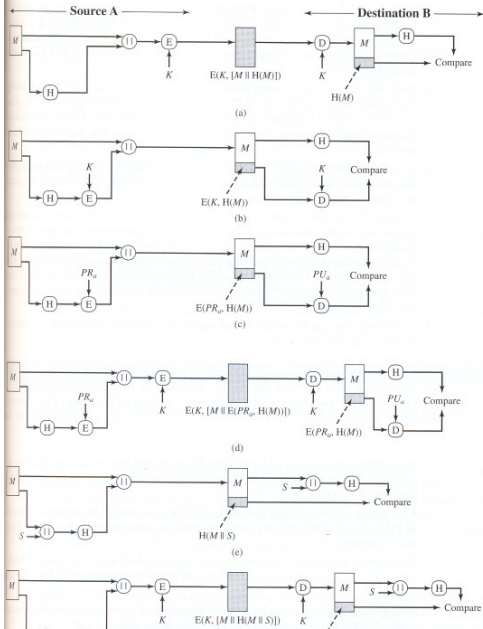 Source A Destination B
M || E D M H
K E(K, [M || H(M)]) K Compare
H
H(M)
(a)
M || M H
K K Compare
H E D
E(K, H(M))
(b)
M || M H
PRa PUa Compare
H E D
E(PRa, H(M))
(c)
M || E D M H
PRa K E(K, [M || E(PRa, H(M))]) K PUa Compare
H E E(PRa, H(M)) D
(d)
M || M S || H
Compare
S || H
H(M || S)
(e)
M || E D M S || H
K E(K, [M || H(M || S)]) K Compare